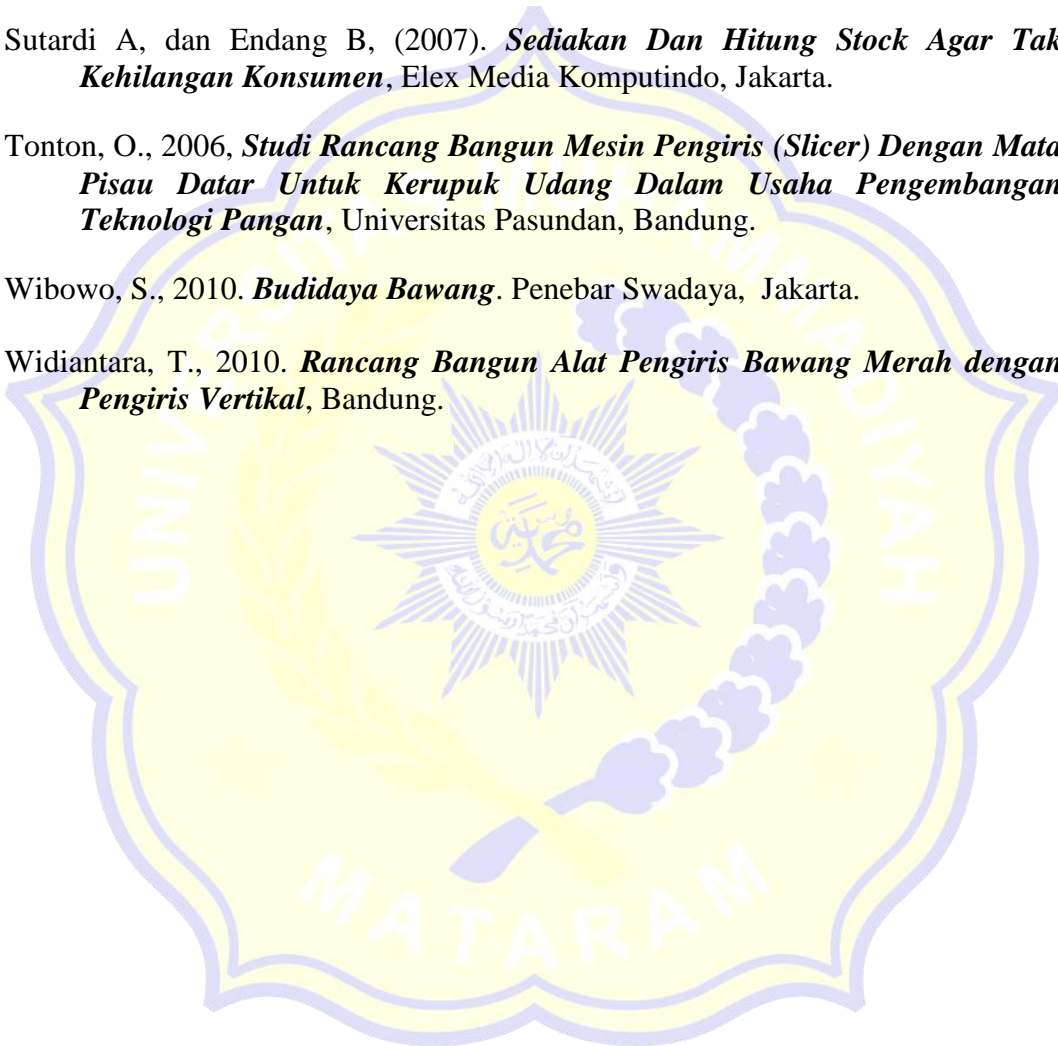 Sutardi A, dan Endang B, (2007). Sediakan Dan Hitung Stock Agar Tak
Kehilangan Konsumen, Elex Media Komputindo, Jakarta.
Tonton, O., 2006, Studi Rancang Bangun Mesin Pengiris (Slicer) Dengan Mata
Pisau Datar Untuk Kerupuk Udang Dalam Usaha Pengembangan
Teknologi Pangan, Universitas Pasundan, Bandung.
Wibowo, S., 2010. Budidaya Bawang. Penebar Swadaya, Jakarta.
Widiantara, T., 2010. Rancang Bangun Alat Pengiris Bawang Merah dengan
Pengiris Vertikal, Bandung.
UNIVERSITAS MUHAMMADIYAH
MATARAM